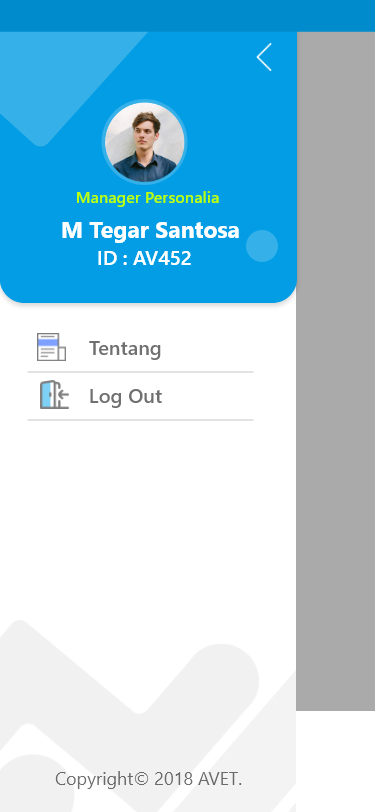 Manager Personalia
M Tegar Santosa
ID : AV452
Tentang
Log Out
Copyright© 2018 AVET.